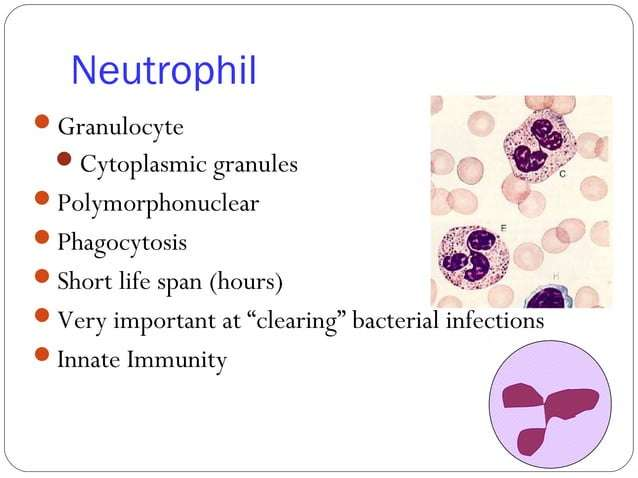 Neutrophil
Granulocyte
Cytoplasmic granules
Polymorphonuclear
Phagocytosis
Short life span (hours)
Very important at “clearing” bacterial infections
Innate Immunity
C
E
H